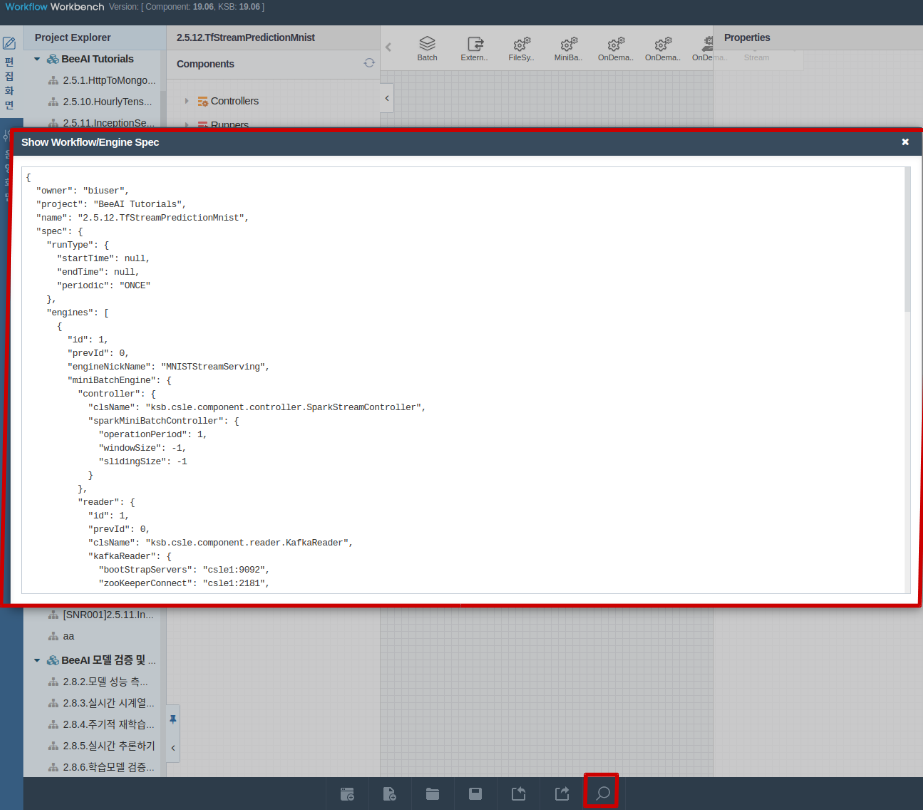 Workflow Workbench Version: [ Component: 19.06, KSB: 19.06 ]
편집화면
Project Explorer
BeeAI Tutorials
2.5.1.HttpToMongo...
2.5.10.HourlyTens...
2.5.11.InceptionSe...
2.5.12.TfStreamPredictionMnist
Components
Controllers
Runners
Batch
Extern..
FileSy..
MiniBa..
OnDema..
OnDema..
OnDema..
Stream
Properties
Show Workflow/Engine Spec
{
"owner": "biuser",
"project": "BeeAI Tutorials",
"name": "2.5.12.TfStreamPredictionMnist",
"spec": {
"runType": {
"startTime": null,
"endTime": null,
"periodic": "ONCE"
},
"engines": [
{
"id": 1,
"prevId": 0,
"engineNickName": "MNISTStreamServing",
"miniBatchEngine": {
"controller": {
"clsName": "ksb.csle.component.controller.SparkStreamController",
"sparkMiniBatchController": {
"operationPeriod": 1,
"windowSize": -1,
"slidingSize": -1
}
},
"reader": {
"id": 1,
"prevId": 0,
"clsName": "ksb.csle.component.reader.KafkaReader",
"kafkaReader": {
"bootStrapServers": "csle1:9092",
"zooKeeperConnect": "csle1:2181",
[SNR001]2.5.11.In...
aa
BeeAI 모델 검증 및 ...
2.8.2.모델 성능 측...
2.8.3.실시간 시계열...
2.8.4.주기적 재학습...
2.8.5.실시간 추론하기
2.8.6.학습모델 검증...